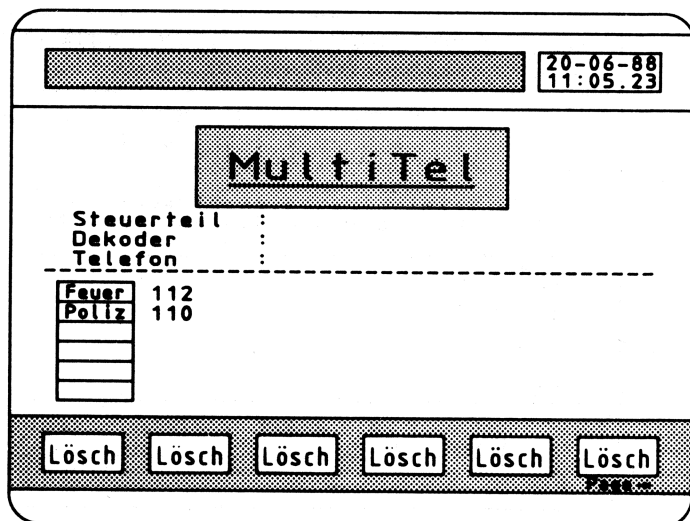 20-06-88
11:05.23
MultiTel
Steuerteil :
Dekoder :
Telefon :
Feuer 112
Poliz 110
Lösch Lösch Lösch Lösch Lösch Lösch
Page